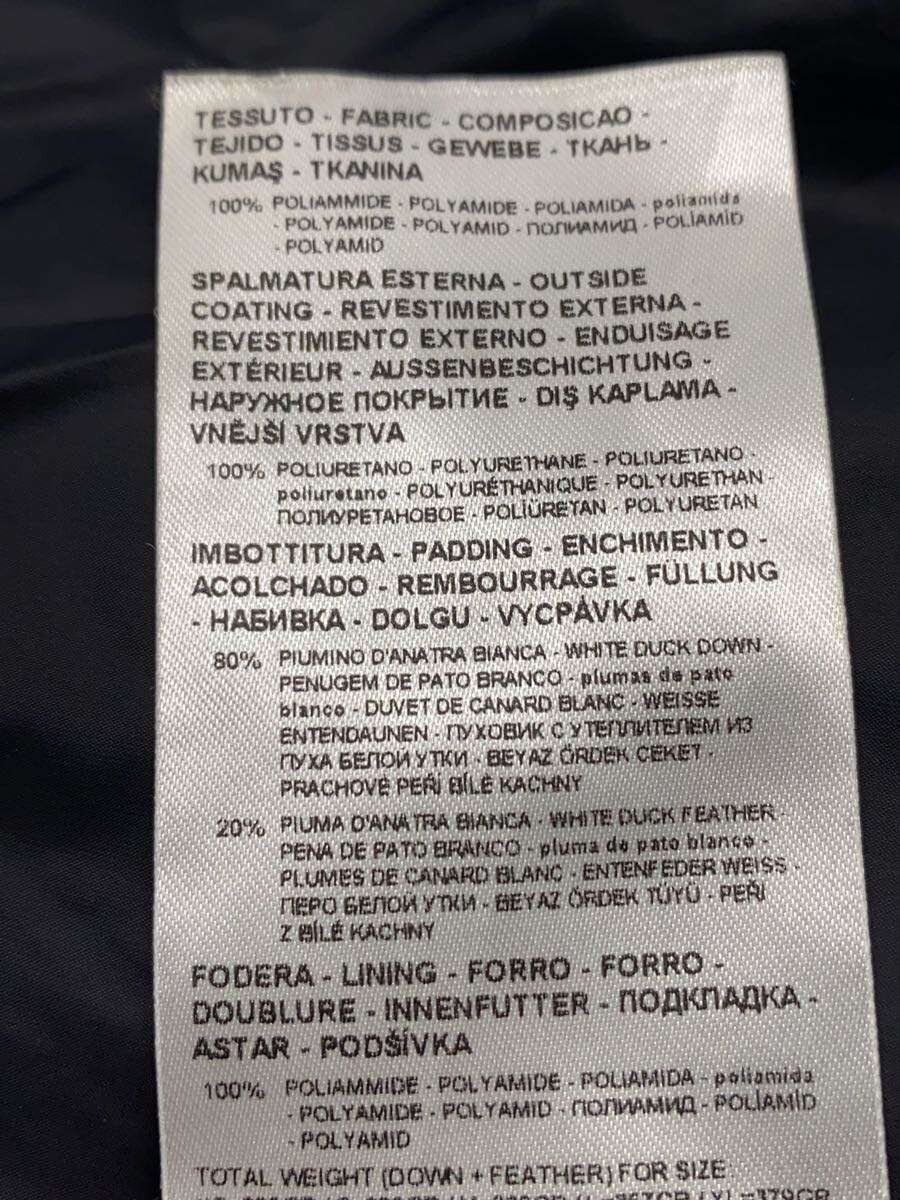 TESSUTO - FABRIC - COMPOSICAO -
TEJIDO - TISSUS - GEWEBE - ТКАНЬ -
KUMAŞ - TKANINA
100% POLIAMMIDE - POLYAMIDE - POLIAMIDA - poliamida
- POLYAMIDE - POLYAMID - ПОЛИАМИД - POLİAMİD
- POLYAMID
SPALMATURA ESTERNA - OUTSIDE
COATING - REVESTIMENTO EXTERNA -
REVESTIMIENTO EXTERNO - ENDUISAGE
EXTÉRIEUR - AUSSENBESCHICHTUNG -
НАРУЖНОЕ ПОКРЫТИЕ - DIŞ KAPLAMA -
VNĚJŠÍ VRSTVA
100% POLIURETANO - POLYURETHANE - POLIURETANO -
poliuretano - POLYURÉTHANIQUE - POLYURETHAN -
ПОЛИУРЕТАНОВОЕ - POLİÜRETAN - POLYURETAN
IMBOTTITURA - PADDING - ENCHIMENTO -
ACOLCHADO - REMBOURRAGE - FÜLLUNG
- НАБИВКА - DOLGU - VYCPÁVKA
80% PIUMINO D'ANATRA BIANCA - WHITE DUCK DOWN -
PENUGEM DE PATO BRANCO - plumas de pato
blanco - DUVET DE CANARD BLANC - WEISSE
ENTENDAUNEN - ПУХОВИК С УТЕПЛИТЕЛЕМ ИЗ
ПУХА БЕЛОЙ УТКИ - BEYAZ ÖRDEK CEKET -
PRACHOVÉ PEŘÍ BÍLÉ KACHNY
20% PIUMA D'ANATRA BIANCA - WHITE DUCK FEATHER
PENA DE PATO BRANCO - pluma de pato blanco -
PLUMES DE CANARD BLANC - ENTENFEDER WEISS -
ПЕРО БЕЛОЙ УТКИ - BEYAZ ÖRDEK TÜYÜ - PEŘÍ
Z BÍLÉ KACHNY
FODERA - LINING - FORRO - FORRO -
DOUBLURE - INNENFUTTER - ПОДКЛАДКА -
ASTAR - PODŠÍVKA
100% POLIAMMIDE - POLYAMIDE - POLIAMIDA - poliamida
- POLYAMIDE - POLYAMID - ПОЛИАМИД - POLİAMİD
- POLYAMID
TOTAL WEIGHT (DOWN + FEATHER) FOR SIZE: